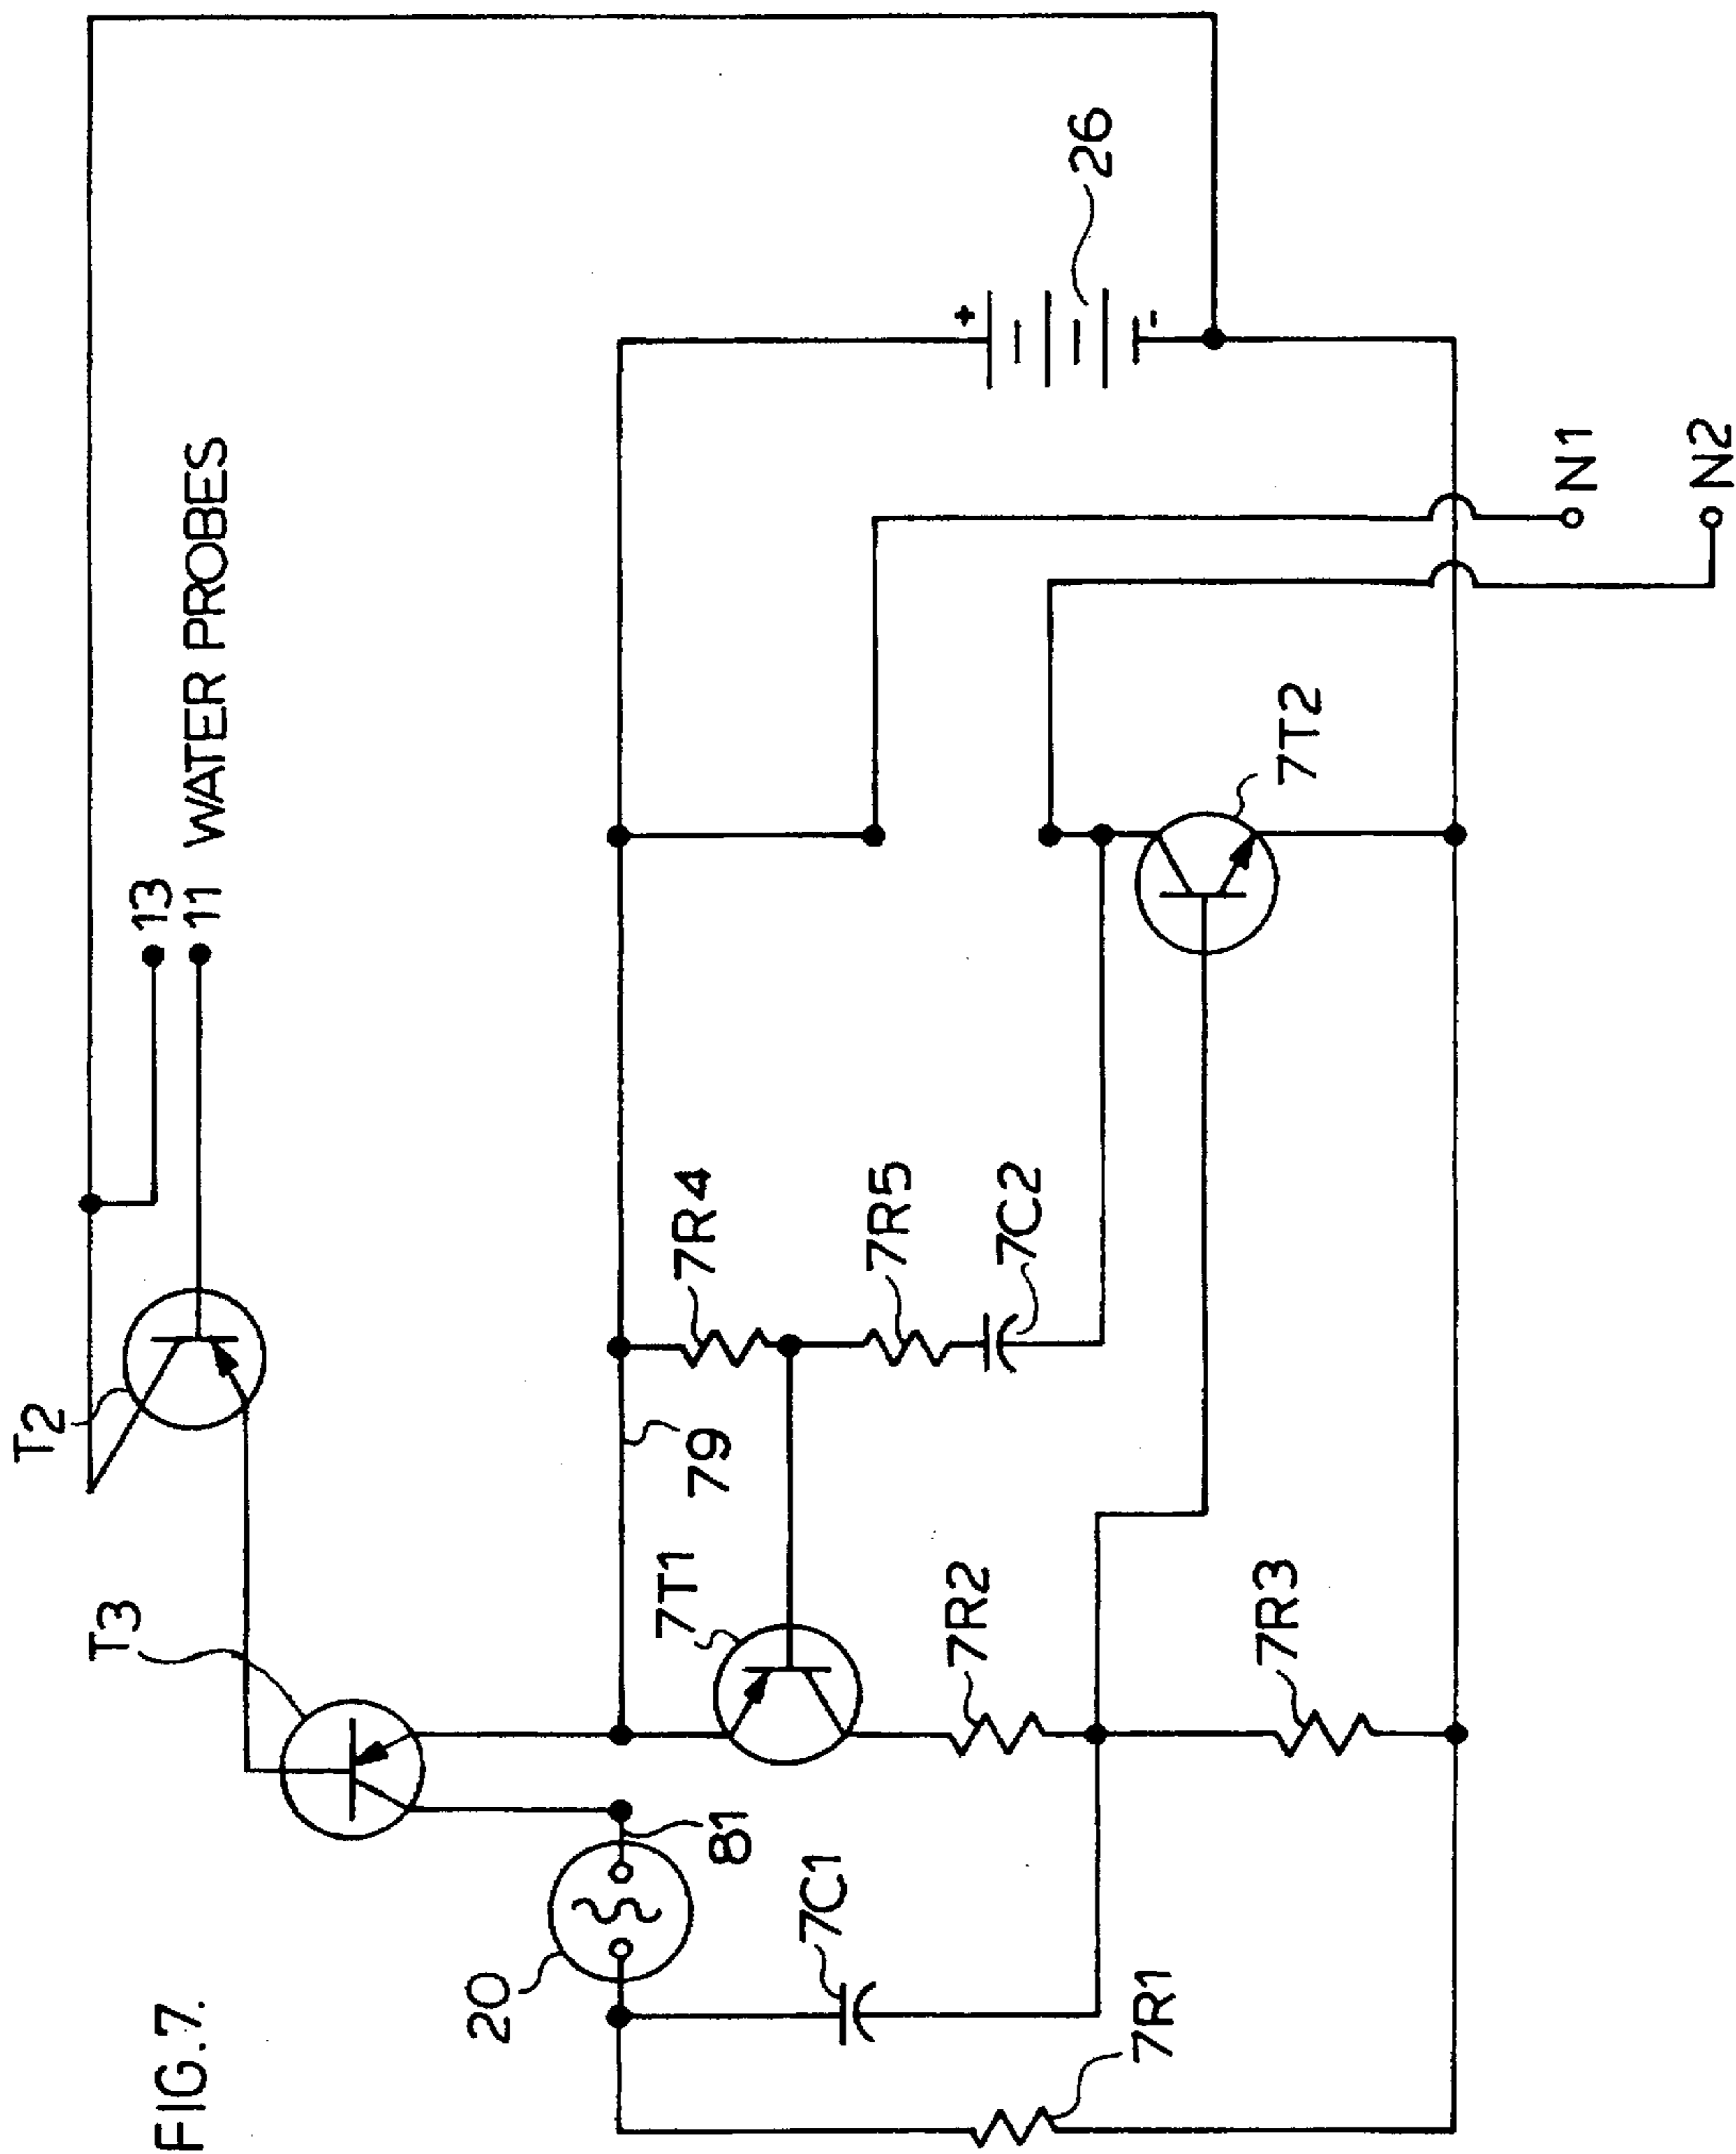 FIG.7.
T2
T3
13
11 WATER PROBES
20
81
7C1
7R1
7T1
79
7R4
7R5
7C2
7R2
7R3
7T2
+
26
-
N1
N2